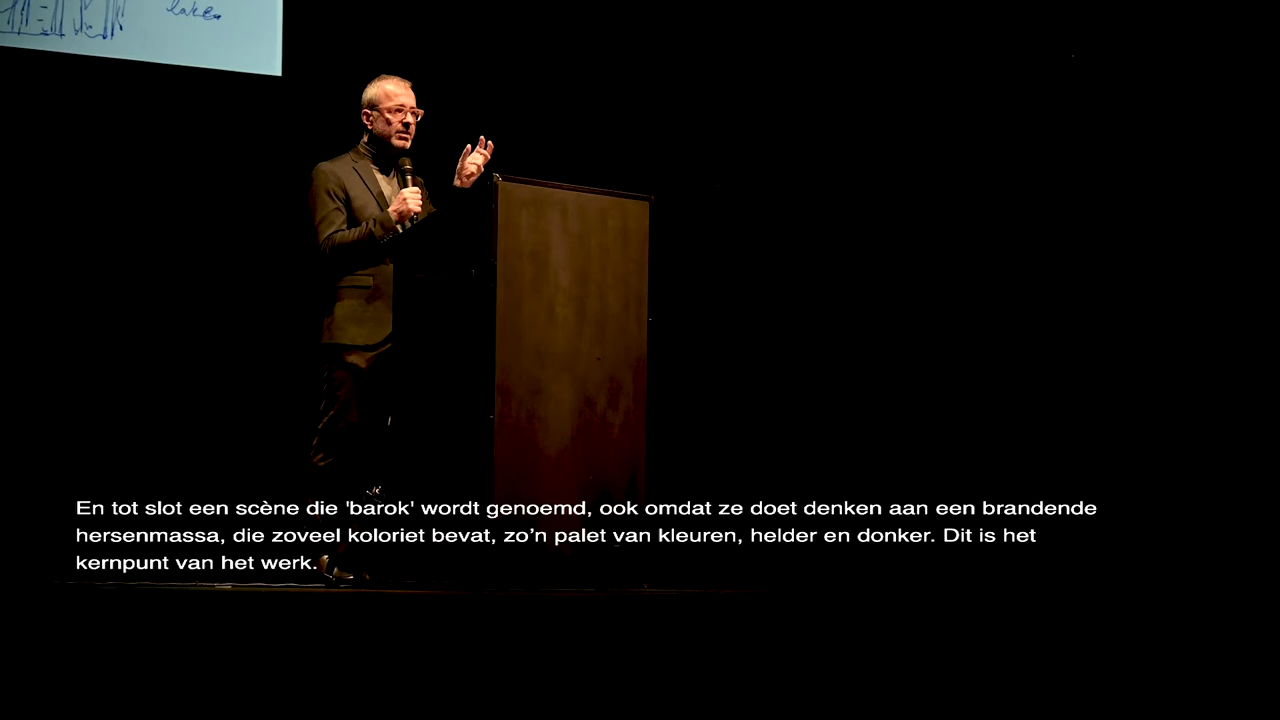 En tot slot een scène die 'barok' wordt genoemd, ook omdat ze doet denken aan een brandende
hersenmassa, die zoveel koloriet bevat, zo’n palet van kleuren, helder en donker. Dit is het
kernpunt van het werk.